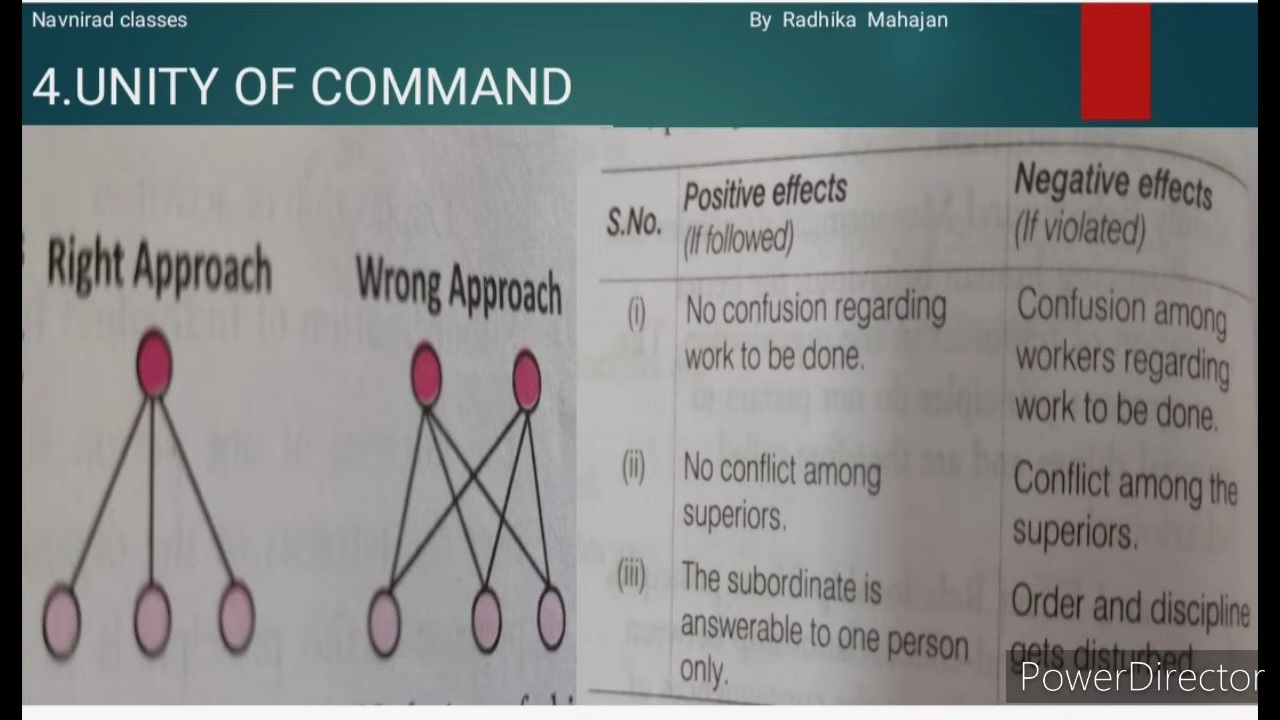 Navnirad classes
By Radhika Mahajan
4.UNITY OF COMMAND
Right Approach
Wrong Approach
S.No.
Positive effects
(If followed)
Negative effects
(If violated)
(i)
No confusion regarding
work to be done.
Confusion among
workers regarding
work to be done.
(ii)
No conflict among
superiors.
Conflict among the
superiors.
(iii)
The subordinate is
answerable to one person
only.
Order and discipline
gets disturbed
PowerDirector